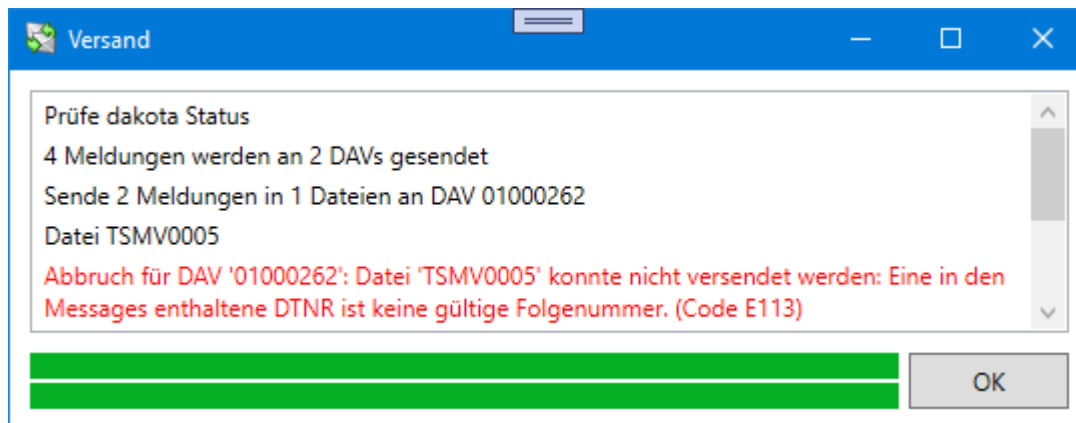 Versand
Prüfe dakota Status
4 Meldungen werden an 2 DAVs gesendet
Sende 2 Meldungen in 1 Dateien an DAV 01000262
Datei TSMV0005
Abbruch für DAV '01000262': Datei 'TSMV0005' konnte nicht versendet werden: Eine in den
Messages enthaltene DTNR ist keine gültige Folgenummer. (Code E113)
OK